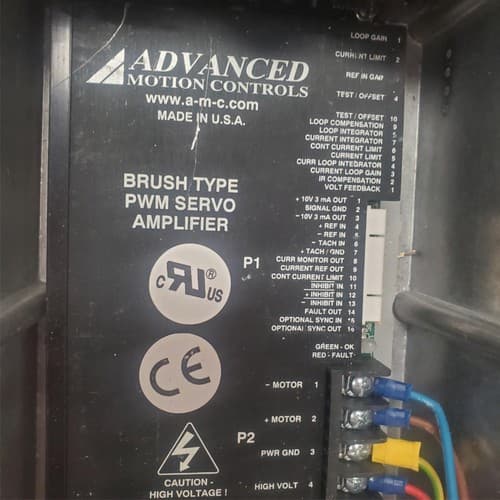 ADVANCED
MOTION CONTROLS
www.a-m-c.com
MADE IN U.S.A.
BRUSH TYPE
PWM SERVO
AMPLIFIER
c RU ® US
CE
CAUTION -
HIGH VOLTAGE !
LOOP GAIN 1
CURRENT LIMIT 2
REF IN GAIN
TEST / OFFSET 4
TEST / OFFSET 10
LOOP COMPENSATION 9
LOOP INTEGRATOR 8
CURRENT INTEGRATOR 7
CONT CURRENT LIMIT 6
CURRENT LIMIT 5
CURR LOOP INTEGRATOR 4
CURRENT LOOP GAIN 3
IR COMPENSATION 2
VOLT FEEDBACK 1
P1
+ 10V 3mA OUT 1
SIGNAL GND 2
- 10V 3mA OUT 3
+ REF IN 4
- REF IN 5
- TACH IN 6
+ TACH / GND 7
CURR MONITOR OUT 8
CURRENT REF OUT 9
CONT CURRENT LIMIT 10
INHIBIT IN 11
+ INHIBIT IN 12
- INHIBIT IN 13
FAULT OUT 14
OPTIONAL SYNC IN 15
OPTIONAL SYNC OUT 16
GREEN - OK
RED - FAULT
P2
- MOTOR 1
+ MOTOR 2
PWR GND 3
HIGH VOLT 4